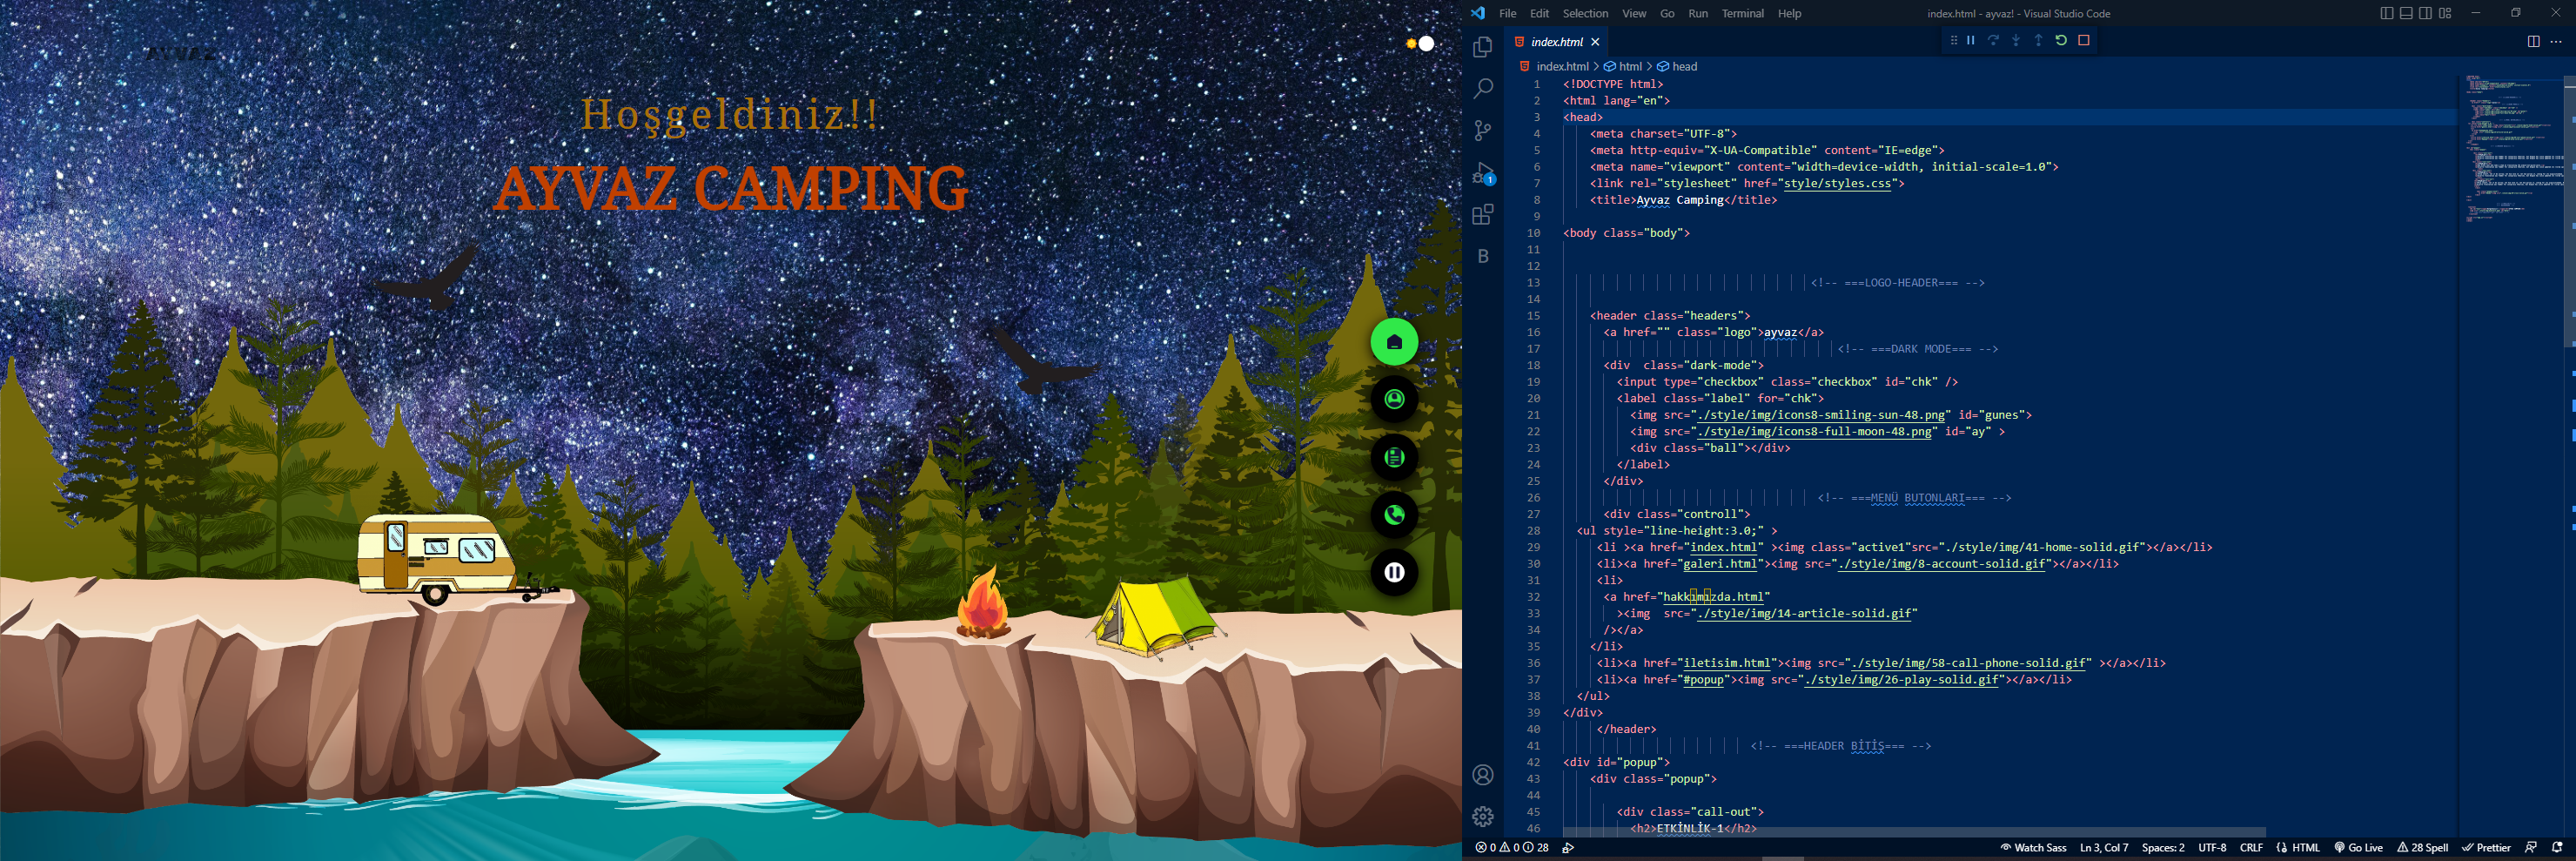 AYVAZ
Hoşgeldiniz!!
AYVAZ CAMPING
File Edit Selection View Go Run Terminal Help
index.html - ayvaz! - Visual Studio Code
index.html
index.html > html > head
1
1 <!DOCTYPE html>
2 <html lang="en">
3 <head>
4 <meta charset="UTF-8">
5 <meta http-equiv="X-UA-Compatible" content="IE=edge">
6 <meta name="viewport" content="width=device-width, initial-scale=1.0">
7 <link rel="stylesheet" href="style/styles.css">
8 <title>Ayvaz Camping</title>
9
10 <body class="body">
11
12
13 <!-- ===LOGO-HEADER=== -->
14
15 <header class="headers">
16 <a href="" class="logo">ayvaz</a>
17 <!-- ===DARK MODE=== -->
18 <div  class="dark-mode">
19 <input type="checkbox" class="checkbox" id="chk" />
20 <label class="label" for="chk">
21 <img src="./style/img/icons8-smiling-sun-48.png" id="gunes">
22 <img src="./style/img/icons8-full-moon-48.png" id="ay" >
23 <div class="ball"></div>
24 </label>
25 </div>
26 <!-- ===MENÜ BUTONLARI=== -->
27 <div class="controll">
28 <ul style="line-height:3.0;" >
29 <li ><a href="index.html" ><img class="active1"src="./style/img/41-home-solid.gif"></a></li>
30 <li><a href="galeri.html"><img src="./style/img/8-account-solid.gif"></a></li>
31 <li>
32 <a href="hakkımızda.html"
33 ><img  src="./style/img/14-article-solid.gif"
34 /></a>
35 </li>
36 <li><a href="iletisim.html"><img src="./style/img/58-call-phone-solid.gif" ></a></li>
37 <li><a href="#popup"><img src="./style/img/26-play-solid.gif"></a></li>
38 </ul>
39 </div>
40 </header>
41 <!-- ===HEADER BİTİŞ=== -->
42 <div id="popup">
43 <div class="popup">
44
45 <div class="call-out">
46 <h2>ETKİNLİK-1</h2>
B
0 0 28
Watch Sass Ln 3, Col 7 Spaces: 2 UTF-8 CRLF HTML Go Live 28 Spell Prettier